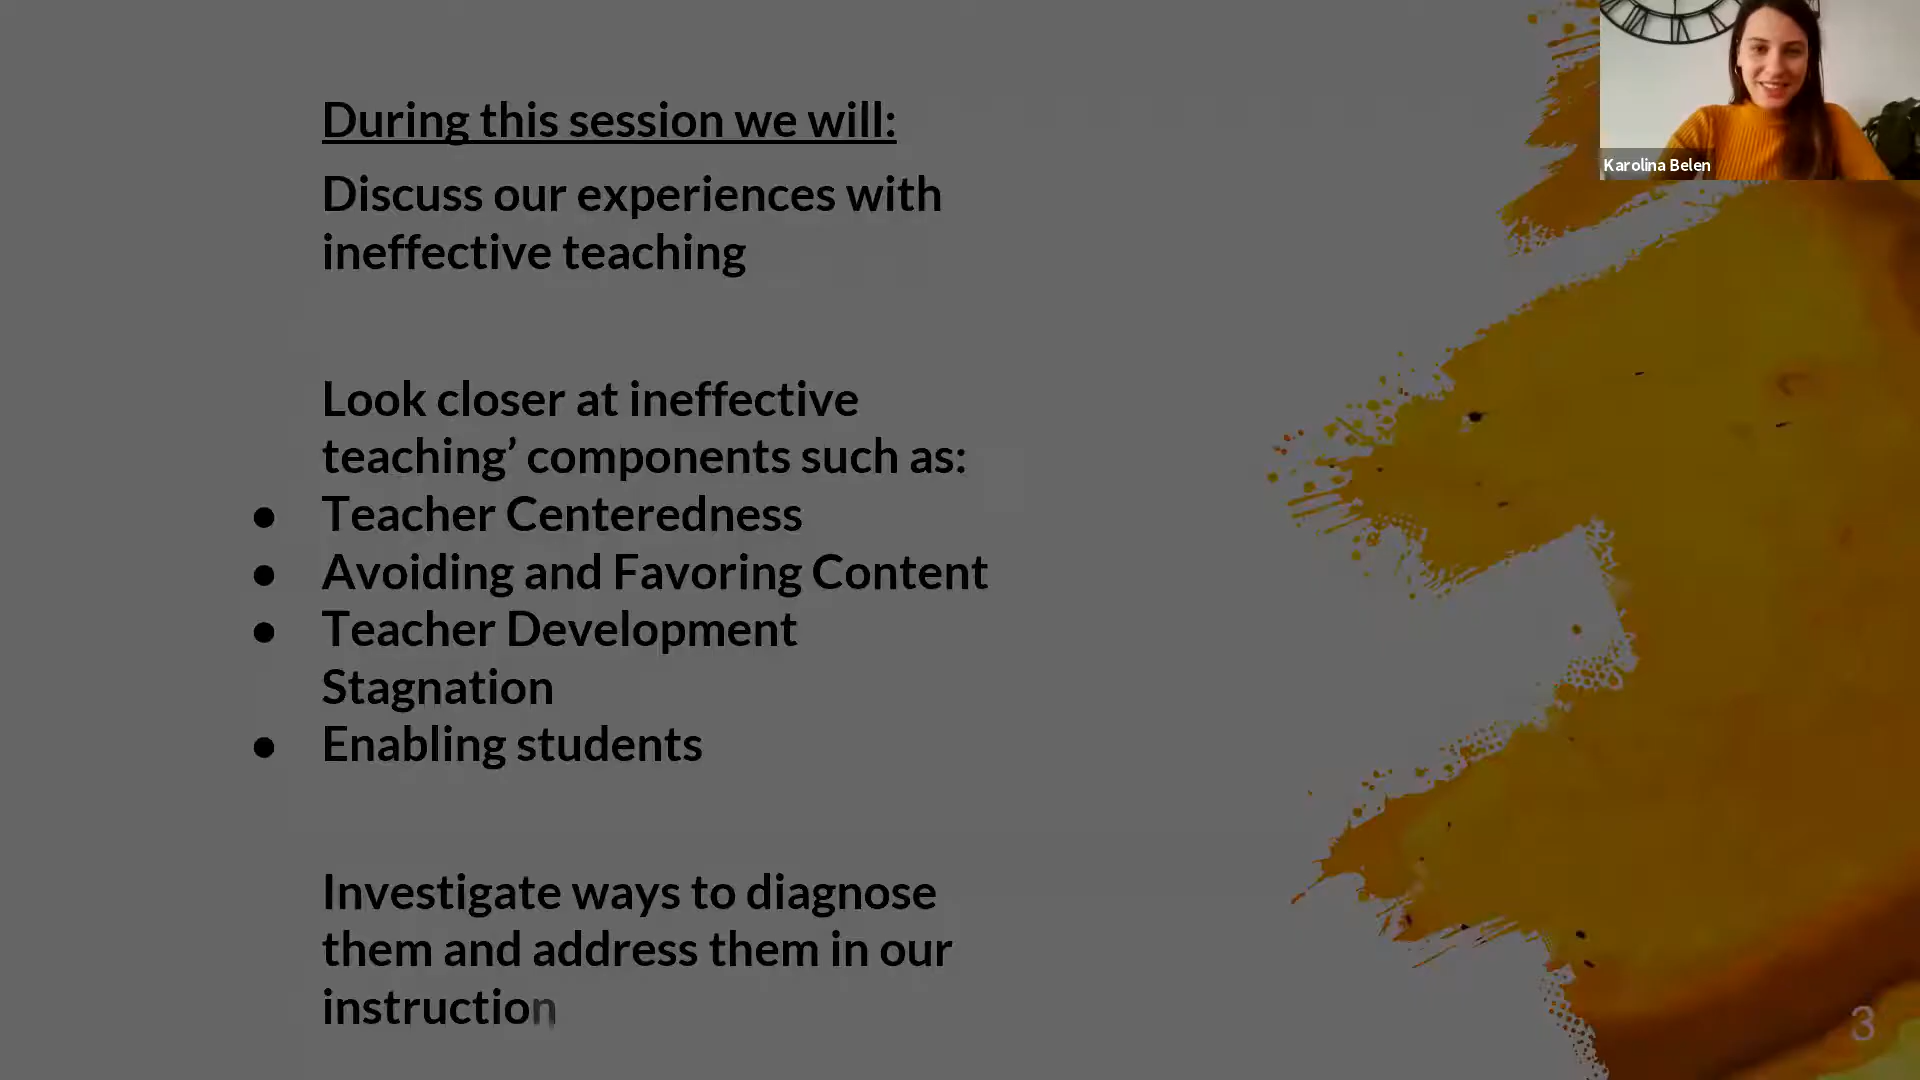 During this session we will:
Discuss our experiences with
ineffective teaching
Look closer at ineffective
teaching’ components such as:
● Teacher Centeredness
● Avoiding and Favoring Content
● Teacher Development
Stagnation
● Enabling students
Investigate ways to diagnose
them and address them in our
instruction
Karolina Belen
3